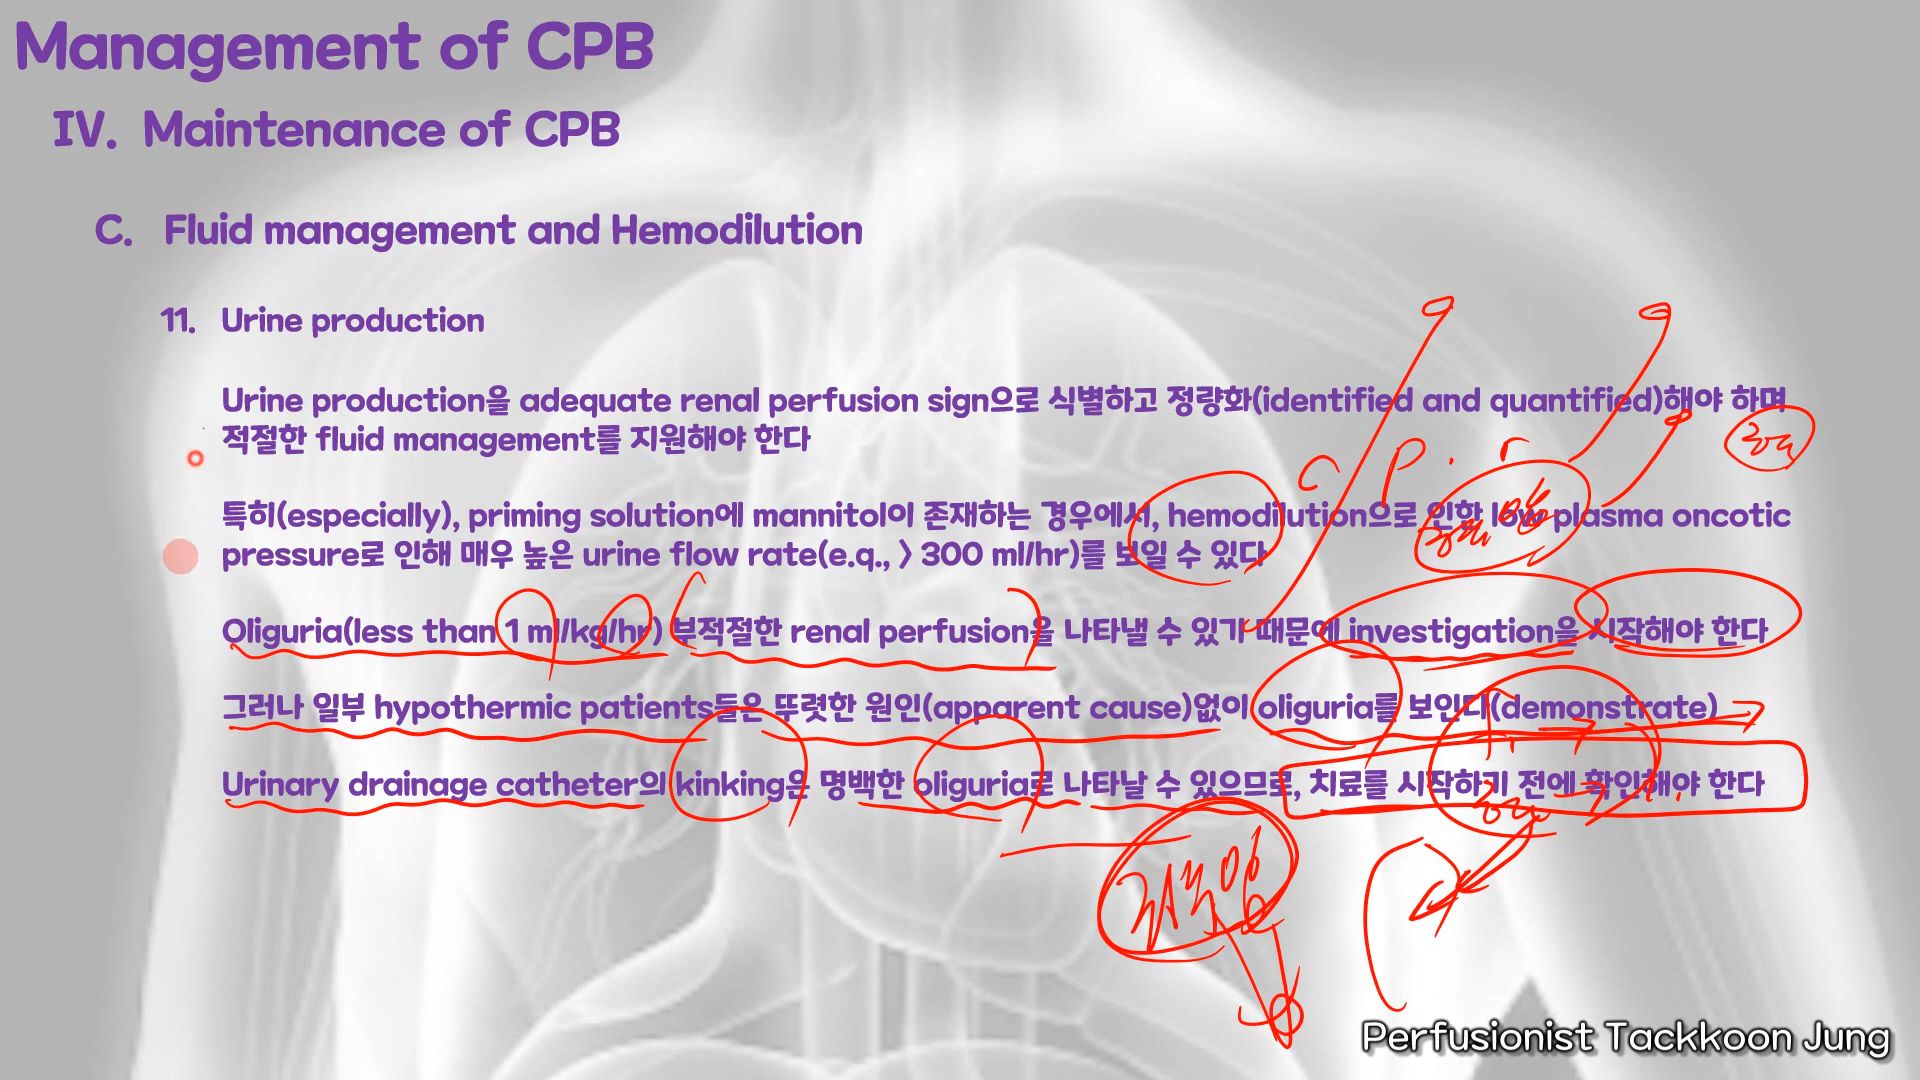 Management of CPB
IV. Maintenance of CPB
C. Fluid management and Hemodilution
11. Urine production
Urine production을 adequate renal perfusion sign으로 식별하고 정량화(identified and quantified)해야 하며
적절한 fluid management를 지원해야 한다
특히(especially), priming solution에 mannitol이 존재하는 경우에서, hemodilution으로 인한 low plasma oncotic
pressure로 인해 매우 높은 urine flow rate(e.q., > 300 ml/hr)를 보일 수 있다
Oliguria(less than 1 ml/kg/hr) 부적절한 renal perfusion을 나타낼 수 있기 때문에 investigation을 시작해야 한다
그러나 일부 hypothermic patients들은 뚜렷한 원인(apparent cause)없이 oliguria를 보인다(demonstrate)
Urinary drainage catheter의 kinking은 명백한 oliguria로 나타날 수 있으므로, 치료를 시작하기 전에 확인해야 한다
Perfusionist Tackkoon Jung